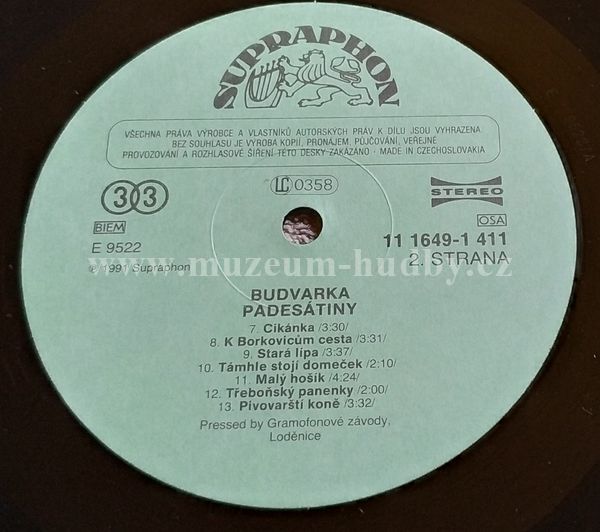 SUPRAPHON
VŠECHNA PRÁVA VÝROBCE A VLASTNÍKŮ AUTORSKÝCH PRÁV K DÍLU JSOU VYHRAZENA
BEZ SOUHLASU JE VÝROBA KOPIÍ, PRONÁJEM, PŮJČOVÁNÍ, VEŘEJNÉ
PROVOZOVÁNÍ A ROZHLASOVÉ ŠÍŘENÍ TÉTO DESKY ZAKÁZÁNO · MADE IN CZECHOSLOVAKIA
33
LC 0358
STEREO
BIEM
OSA
E 9522
11 1649-1 411
℗ 1991 Supraphon
2. STRANA
www.muzeum-hudby.cz
BUDVARKA
PADESÁTINY
7. Cikánka /3:30/
8. K Borkovicům cesta /3:31/
9. Stará lípa /3:37/
10. Támhle stojí domeček /2:10/
11. Malý hošík /4:24/
12. Třeboňský panenky /2:00/
13. Pivovarští koně /3:32/
Pressed by Gramofonové závody,
Loděnice